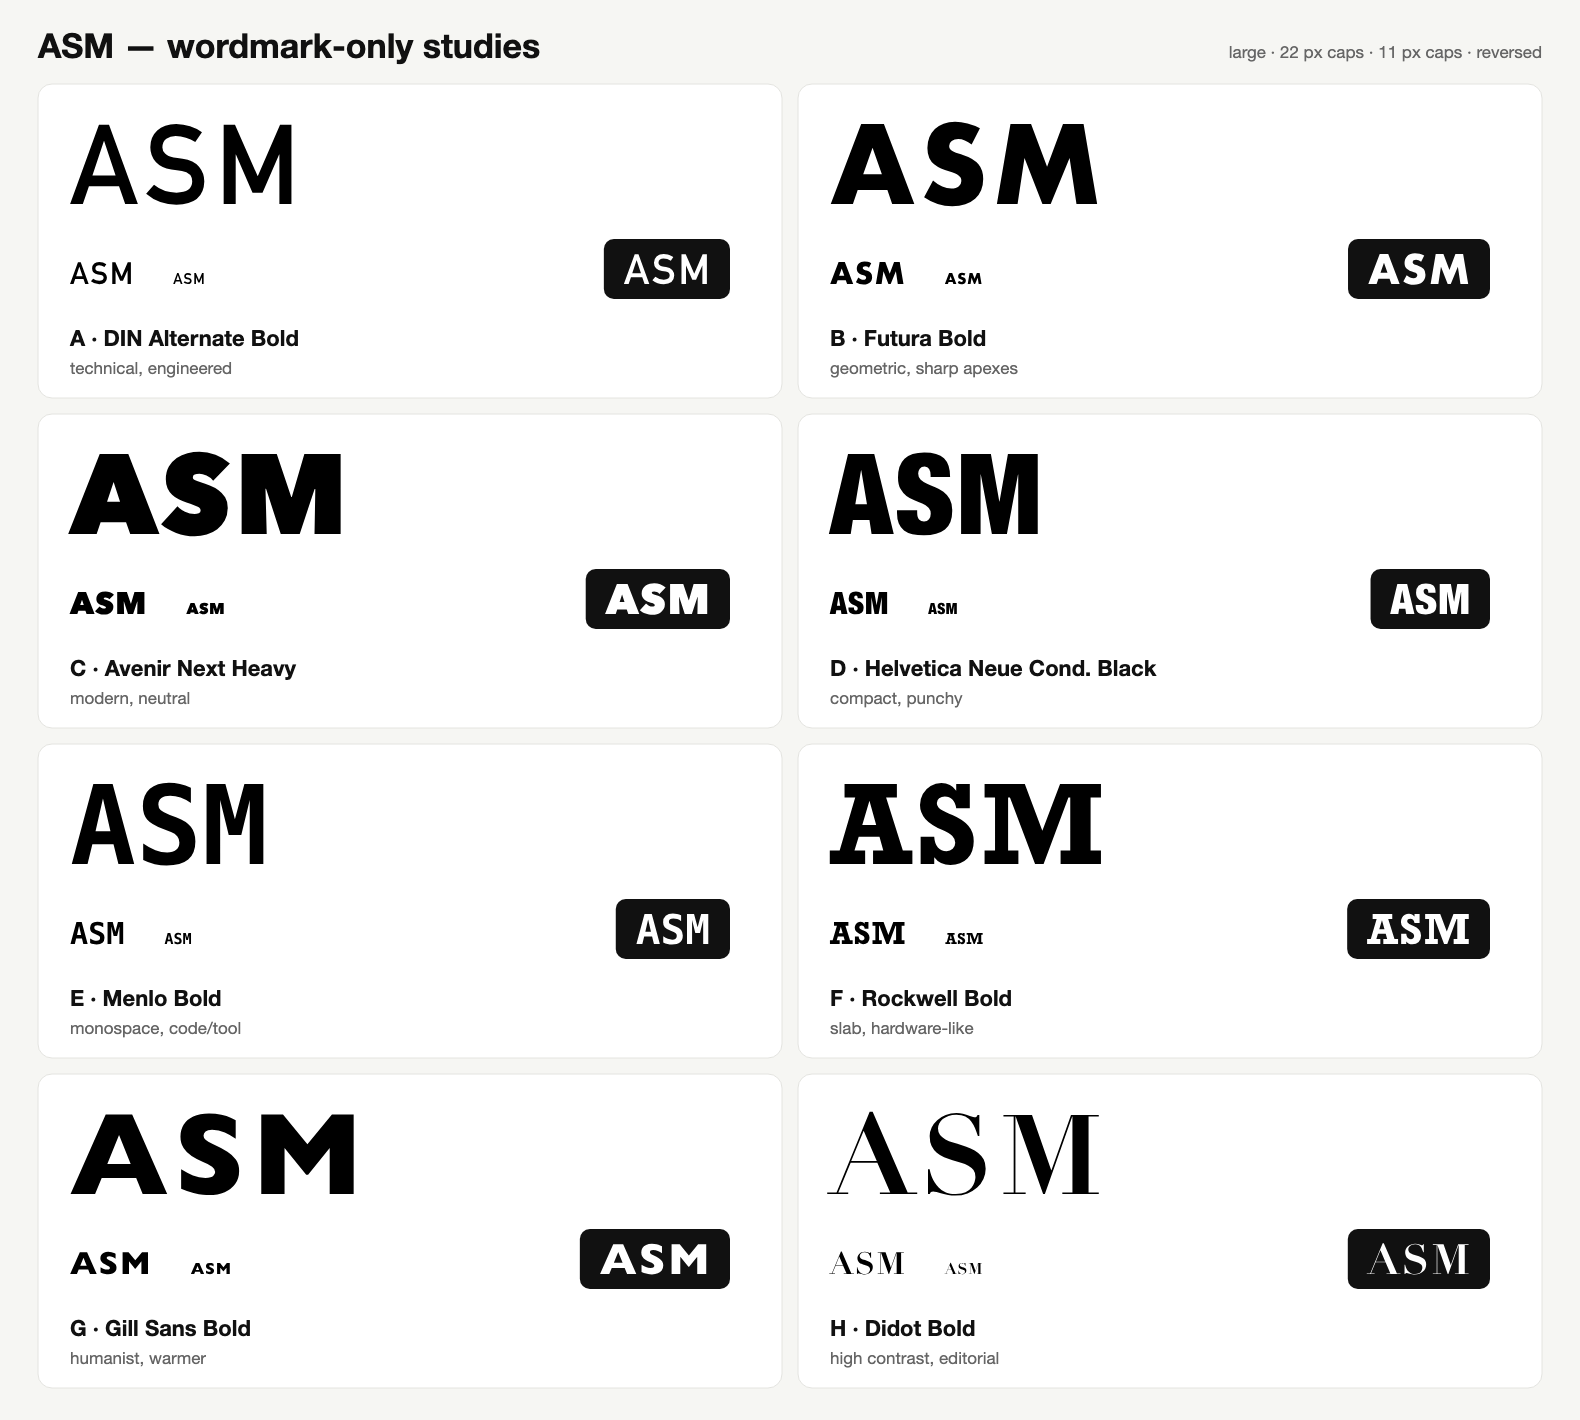 ASM — wordmark-only studies
large · 22 px caps · 11 px caps · reversed
ASM
ASM ASM ASM
A · DIN Alternate Bold
technical, engineered
ASM
ASM ASM ASM
B · Futura Bold
geometric, sharp apexes
ASM
ASM ASM ASM
C · Avenir Next Heavy
modern, neutral
ASM
ASM ASM ASM
D · Helvetica Neue Cond. Black
compact, punchy
ASM
ASM ASM ASM
E · Menlo Bold
monospace, code/tool
ASM
ASM ASM ASM
F · Rockwell Bold
slab, hardware-like
ASM
ASM ASM ASM
G · Gill Sans Bold
humanist, warmer
ASM
ASM ASM ASM
H · Didot Bold
high contrast, editorial